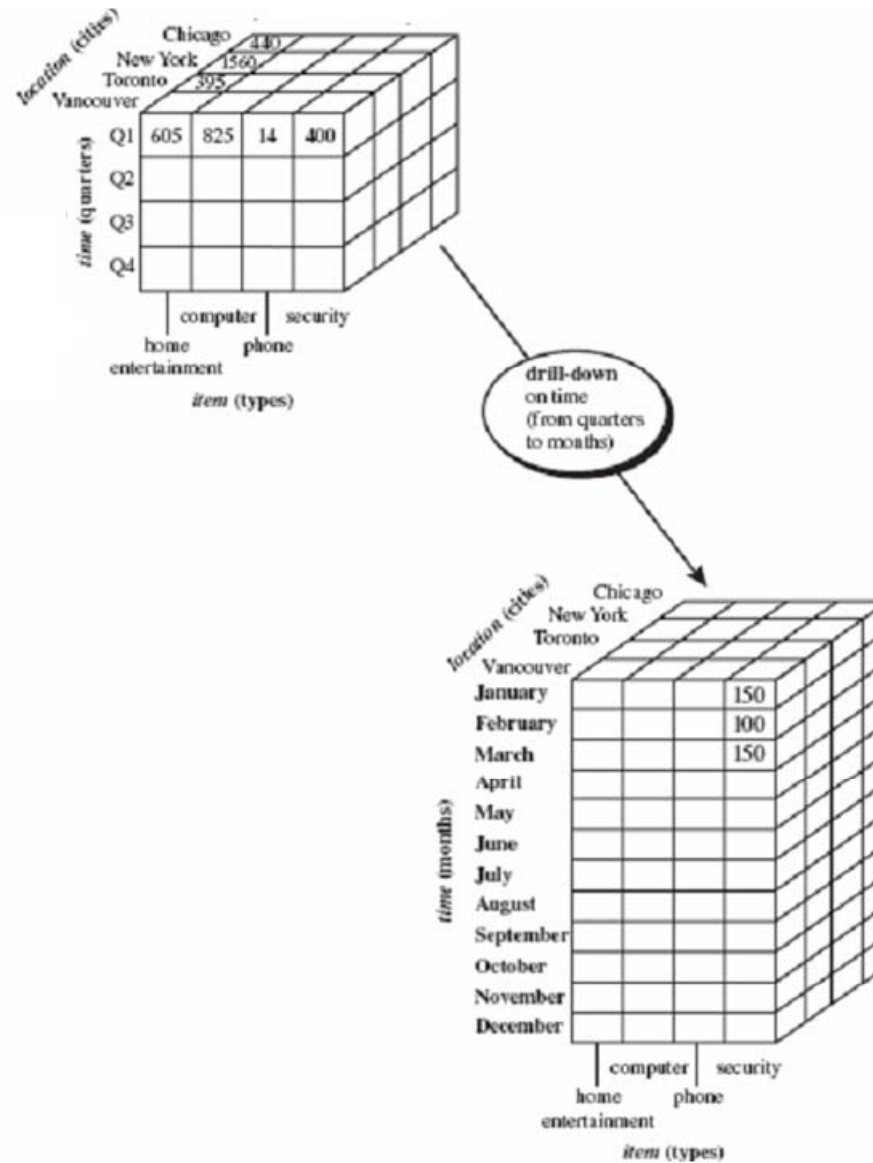 location (cities)
Chicago 440
New York 1560
Toronto 395
Vancouver
time (quarters)
Q1 605 825 14 400
Q2
Q3
Q4
computer security
home phone
entertainment
item (types)
drill-down
on time
(from quarters
to months)
location (cities)
Chicago
New York
Toronto
Vancouver
time (months)
January 150
February 100
March 150
April
May
June
July
August
September
October
November
December
computer security
home phone
entertainment
item (types)